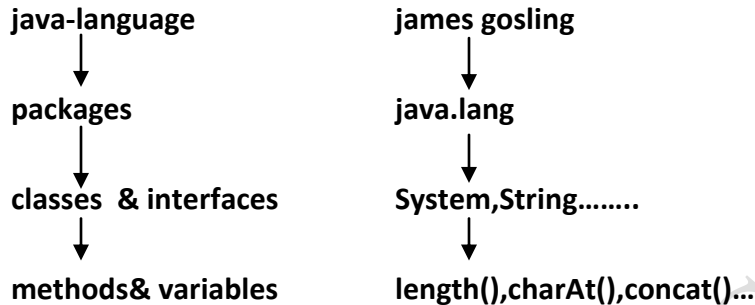 java-language
james gosling
packages
java.lang
classes & interfaces
System,String……..
methods& variables
length(),charAt(),concat()…